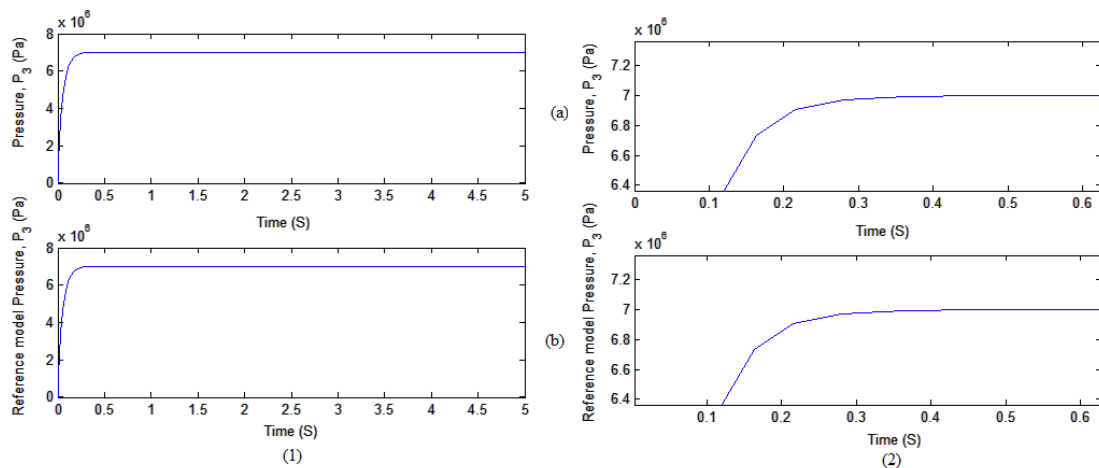 x 10^6
Pressure, P_3 (Pa)
8
6
4
2
0
0 0.5 1 1.5 2 2.5 3 3.5 4 4.5 5
Time (S)
x 10^6
Reference model Pressure, P_3 (Pa)
8
6
4
2
0
0 0.5 1 1.5 2 2.5 3 3.5 4 4.5 5
Time (S)
(1)
(a)
(b)
x 10^6
Pressure, P_3 (Pa)
7.2
7
6.8
6.6
6.4
0 0.1 0.2 0.3 0.4 0.5 0.6
Time (S)
x 10^6
Reference model Pressure, P_3 (Pa)
7.2
7
6.8
6.6
6.4
0.1 0.2 0.3 0.4 0.5 0.6
Time (S)
(2)